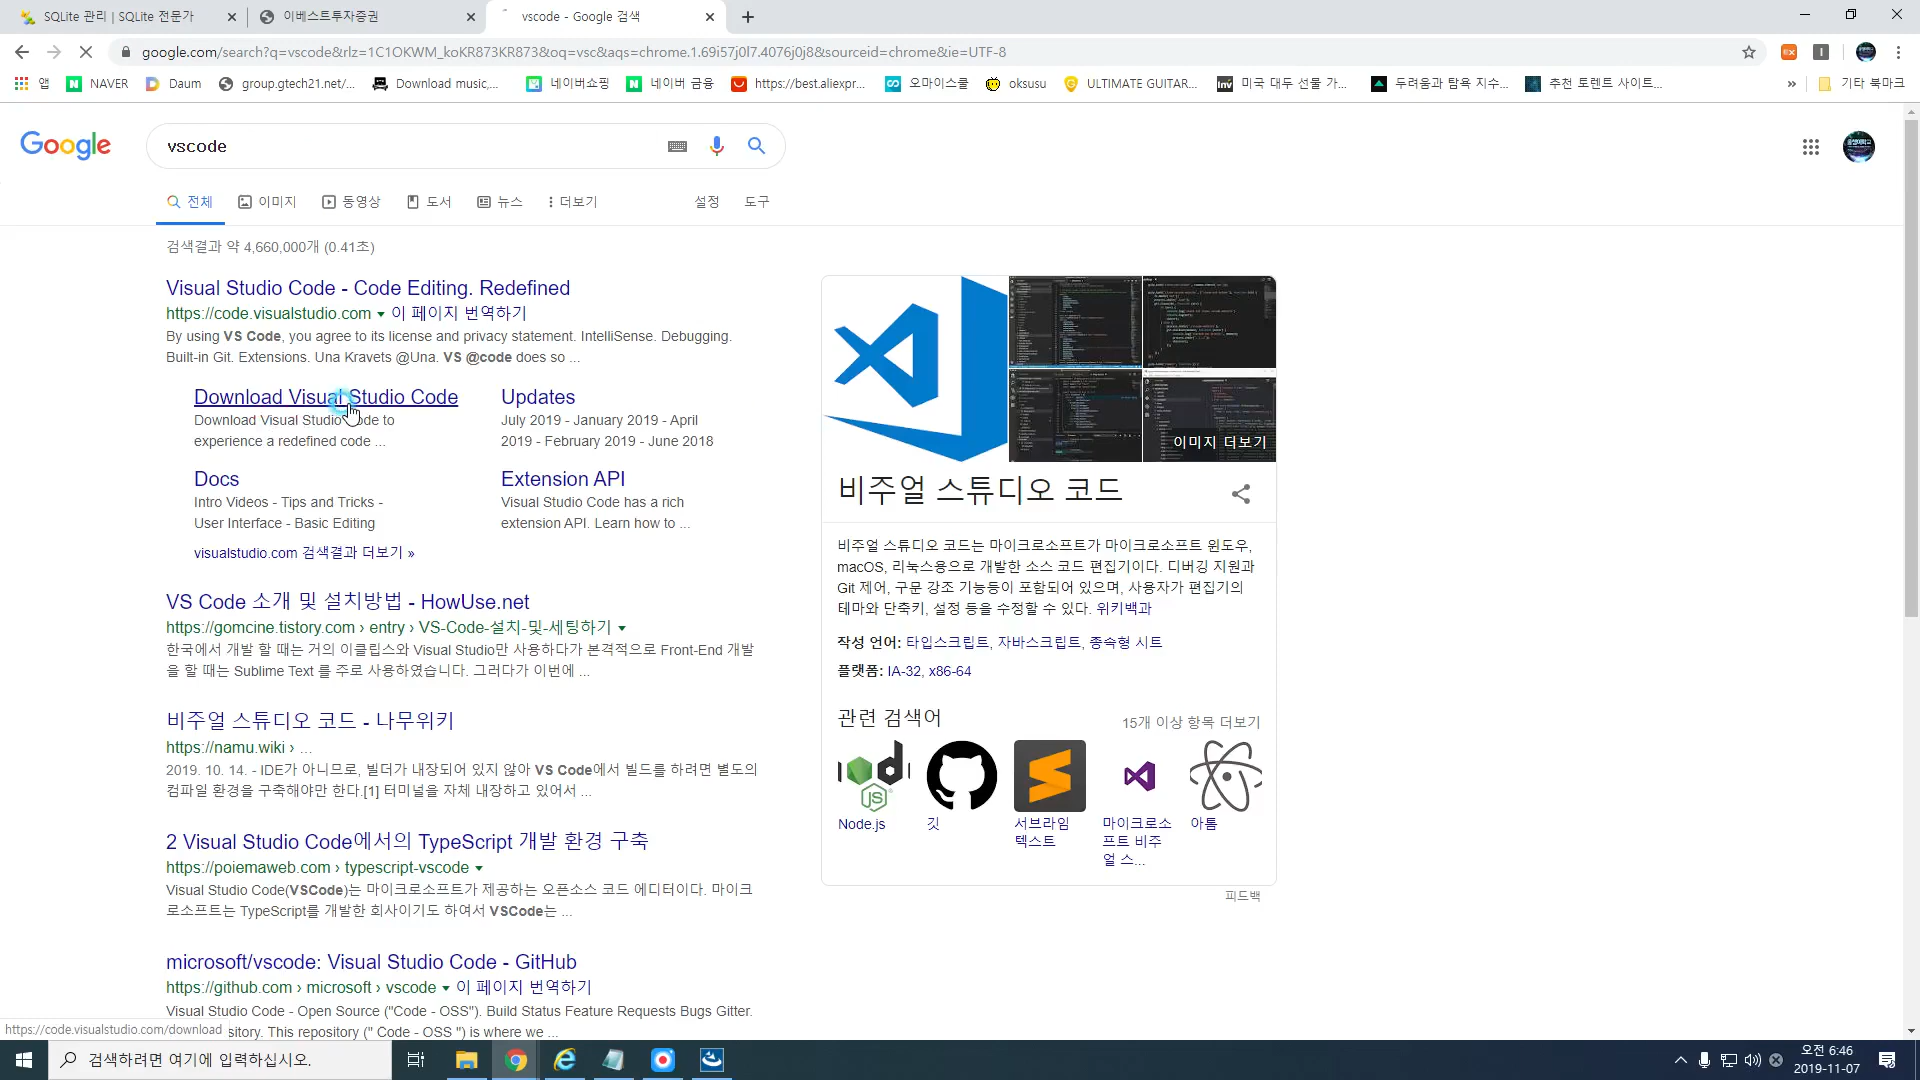 SQLite 관리 | SQLite 전문가
이베스트투자증권
vscode - Google 검색
google.com/search?q=vscode&rlz=1C1OKWM_koKR873KR873&oq=vsc&aqs=chrome.1.69i57j0l7.4076j0j8&sourceid=chrome&ie=UTF-8
앱 NAVER Daum group.gtech21.net/... Download music,... 네이버쇼핑 네이버 금융 https://best.aliexpr... 오마이스쿨 oksusu ULTIMATE GUITAR... 미국 대두 선물 가... 두려움과 탐욕 지수... 추천 토렌트 사이트... » 기타 북마크
Google
vscode
전체 이미지 동영상 도서 뉴스 더보기 설정 도구
검색결과 약 4,660,000개 (0.41초)
Visual Studio Code - Code Editing. Redefined
https://code.visualstudio.com 이 페이지 번역하기
By using VS Code, you agree to its license and privacy statement. IntelliSense. Debugging.
Built-in Git. Extensions. Una Kravets @Una. VS @code does so ...
Download Visual Studio Code
Download Visual Studio Code to
experience a redefined code ...
Updates
July 2019 - January 2019 - April
2019 - February 2019 - June 2018
Docs
Intro Videos - Tips and Tricks -
User Interface - Basic Editing
Extension API
Visual Studio Code has a rich
extension API. Learn how to ...
visualstudio.com 검색결과 더보기 »
VS Code 소개 및 설치방법 - HowUse.net
https://gomcine.tistory.com › entry › VS-Code-설치-및-세팅하기
한국에서 개발 할 때는 거의 이클립스와 Visual Studio만 사용하다가 본격적으로 Front-End 개발
을 할 때는 Sublime Text 를 주로 사용하였습니다. 그러다가 이번에 ...
비주얼 스튜디오 코드 - 나무위키
https://namu.wiki › ...
2019. 10. 14. - IDE가 아니므로, 빌더가 내장되어 있지 않아 VS Code에서 빌드를 하려면 별도의
컴파일 환경을 구축해야만 한다.[1] 터미널을 자체 내장하고 있어서 ...
2 Visual Studio Code에서의 TypeScript 개발 환경 구축
https://poiemaweb.com › typescript-vscode
Visual Studio Code(VSCode)는 마이크로소프트가 제공하는 오픈소스 코드 에디터이다. 마이크
로소프트는 TypeScript를 개발한 회사이기도 하여서 VSCode는 ...
microsoft/vscode: Visual Studio Code - GitHub
https://github.com › microsoft › vscode 이 페이지 번역하기
Visual Studio Code - Open Source ("Code - OSS"). Build Status Feature Requests Bugs Gitter.
sitory. This repository (" Code - OSS ") is where we ...
https://code.visualstudio.com/download
이미지 더보기
비주얼 스튜디오 코드
비주얼 스튜디오 코드는 마이크로소프트가 마이크로소프트 윈도우,
macOS, 리눅스용으로 개발한 소스 코드 편집기이다. 디버깅 지원과
Git 제어, 구문 강조 기능등이 포함되어 있으며, 사용자가 편집기의
테마와 단축키, 설정 등을 수정할 수 있다. 위키백과
작성 언어: 타입스크립트, 자바스크립트, 종속형 시트
플랫폼: IA-32, x86-64
관련 검색어
15개 이상 항목 더보기
Node.js
깃
서브라임
텍스트
마이크로소
프트 비주
얼 스...
아톰
피드백
검색하려면 여기에 입력하십시오.
오전 6:46
2019-11-07